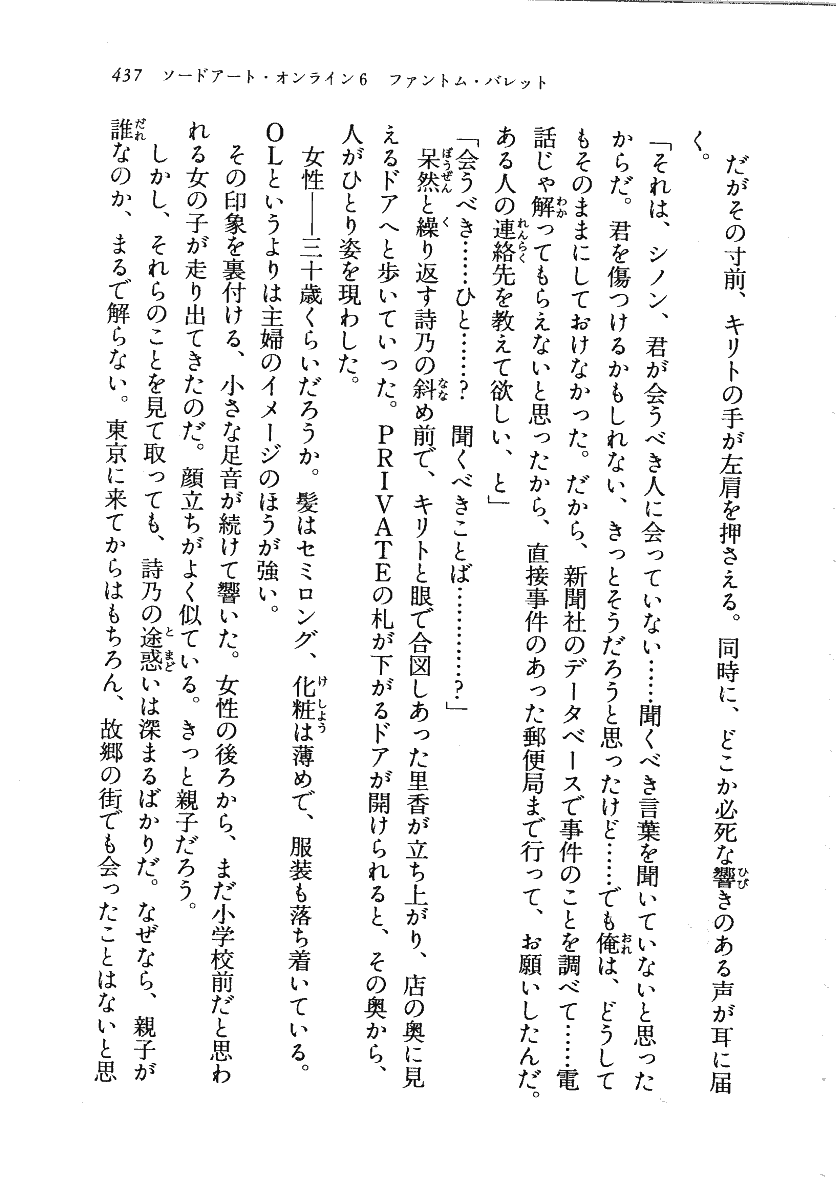 437 ソードアート・オンライン6 ファントム・バレット
だがその寸前、キリトの手が左肩を押さえる。同時に、どこか必死な響きのある声が耳に届
く。
「それは、シノン、君が会うべき人に会っていない……聞くべき言葉を聞いていないと思った
からだ。君を傷つけるかもしれない、きっとそうだろうと思ったけど……でも俺は、どうして
もそのままにしておけなかった。だから、新聞社のデータベースで事件のことを調べて……電
話じゃ解ってもらえないと思ったから、直接事件のあった郵便局まで行って、お願いしたんだ。
ある人の連絡先を教えて欲しい、と」
「会うべき……ひと……? 聞くべきことば…………?」
呆然と繰り返す詩乃の斜め前で、キリトと眼で合図しあった里香が立ち上がり、店の奥に見
えるドアへと歩いていった。PRIVATEの札が下がるドアが開けられると、その奥から、
人がひとり姿を現わした。
女性――三十歳くらいだろうか。髪はセミロング、化粧は薄めで、服装も落ち着いている。
OLというよりは主婦のイメージのほうが強い。
その印象を裏付ける、小さな足音が続けて響いた。女性の後ろから、まだ小学校前だと思わ
れる女の子が走り出てきたのだ。顔立ちがよく似ている。きっと親子だろう。
しかし、それらのことを見て取っても、詩乃の途惑いは深まるばかりだ。なぜなら、親子が
誰なのか、まるで解らない。東京に来てからはもちろん、故郷の街でも会ったことはないと思